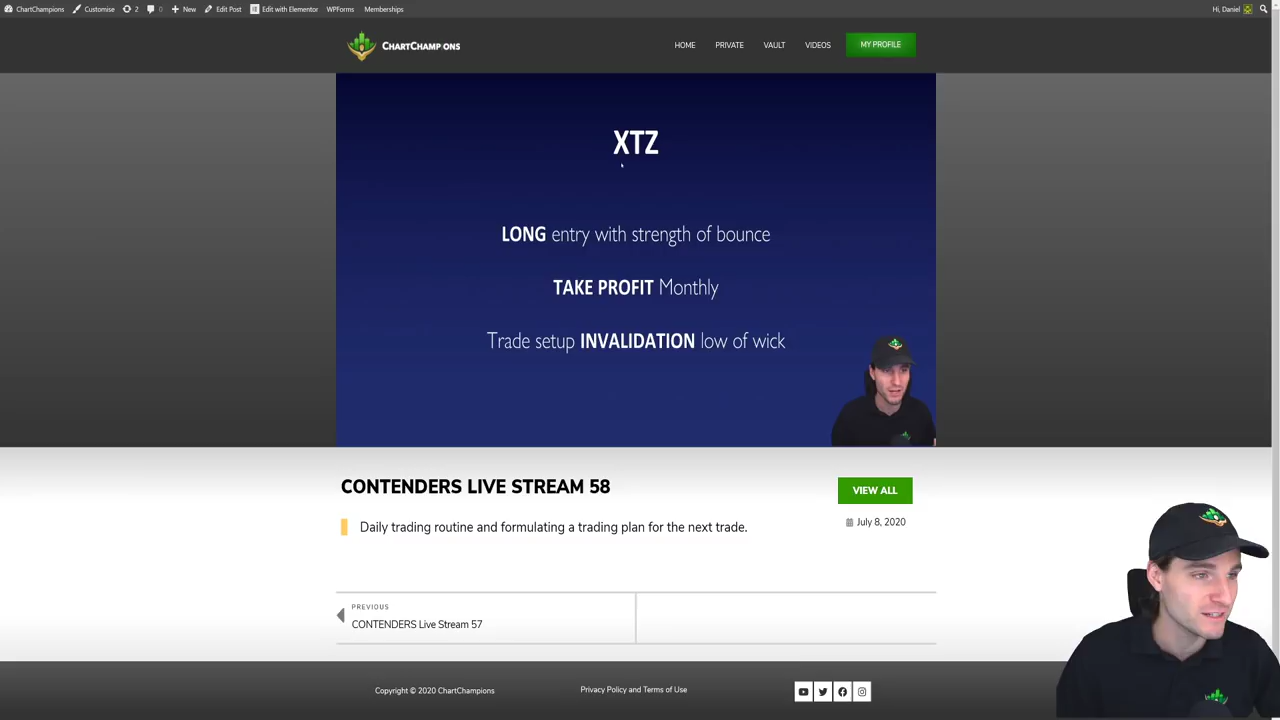 ChartChampions
Customise
2
0
New
Edit Post
Edit with Elementor
WPForms
Memberships
Hi, Daniel
CHARTCHAMP ONS
HOME
PRIVATE
VAULT
VIDEOS
MY PROFILE
XTZ
LONG entry with strength of bounce
TAKE PROFIT Monthly
Trade setup INVALIDATION low of wick
CONTENDERS LIVE STREAM 58
VIEW ALL
Daily trading routine and formulating a trading plan for the next trade.
July 8, 2020
PREVIOUS
CONTENDERS Live Stream 57
Copyright © 2020 ChartChampions
Privacy Policy and Terms of Use